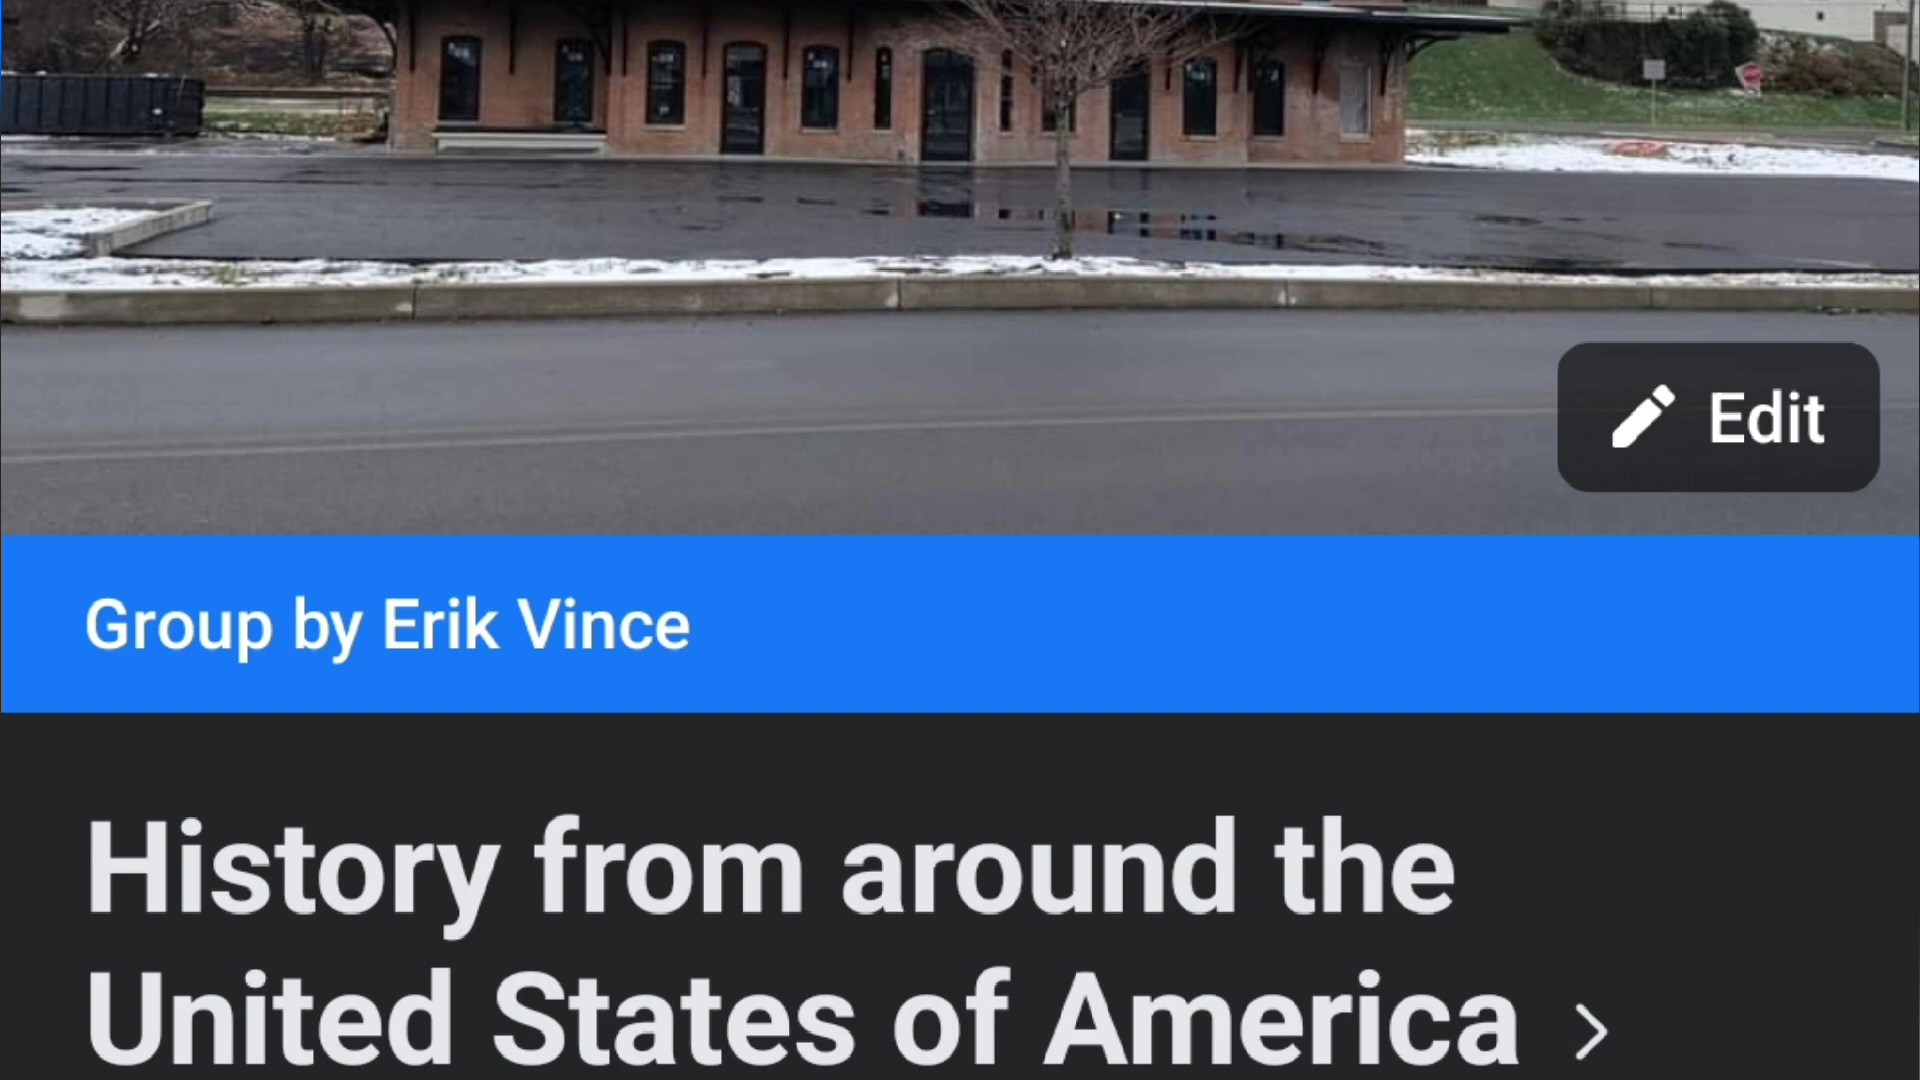 Edit
Group by Erik Vince
History from around the
United States of America >